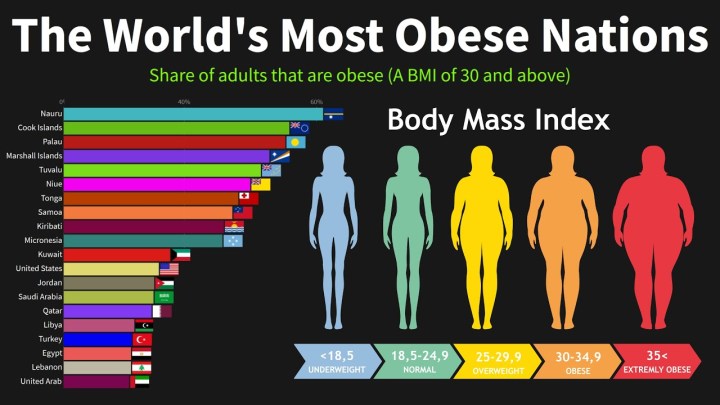 The World's Most Obese Nations
Share of adults that are obese (A BMI of 30 and above)
0% 40% 60%
Nauru
Cook Islands
Palau
Marshall Islands
Tuvalu
Niue
Tonga
Samoa
Kiribati
Micronesia
Kuwait
United States
Jordan
Saudi Arabia
Qatar
Libya
Turkey
Egypt
Lebanon
United Arab
Body Mass Index
<18,5 18,5-24,9 25-29,9 30-34,9 35<
UNDERWEIGHT NORMAL OVERWEIGHT OBESE EXTREMLY OBESE